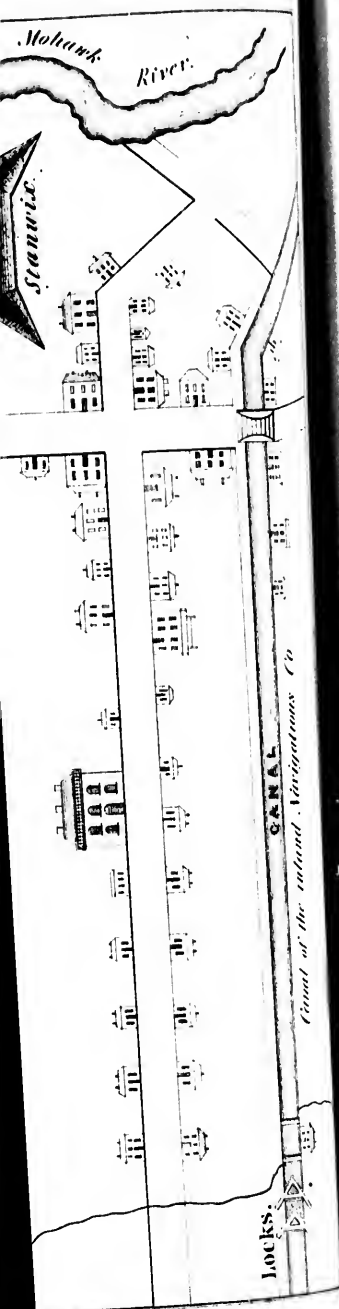 Mohawk River.
Stanwix.
CANAL
Canal of the inland Navigations Co
Locks.